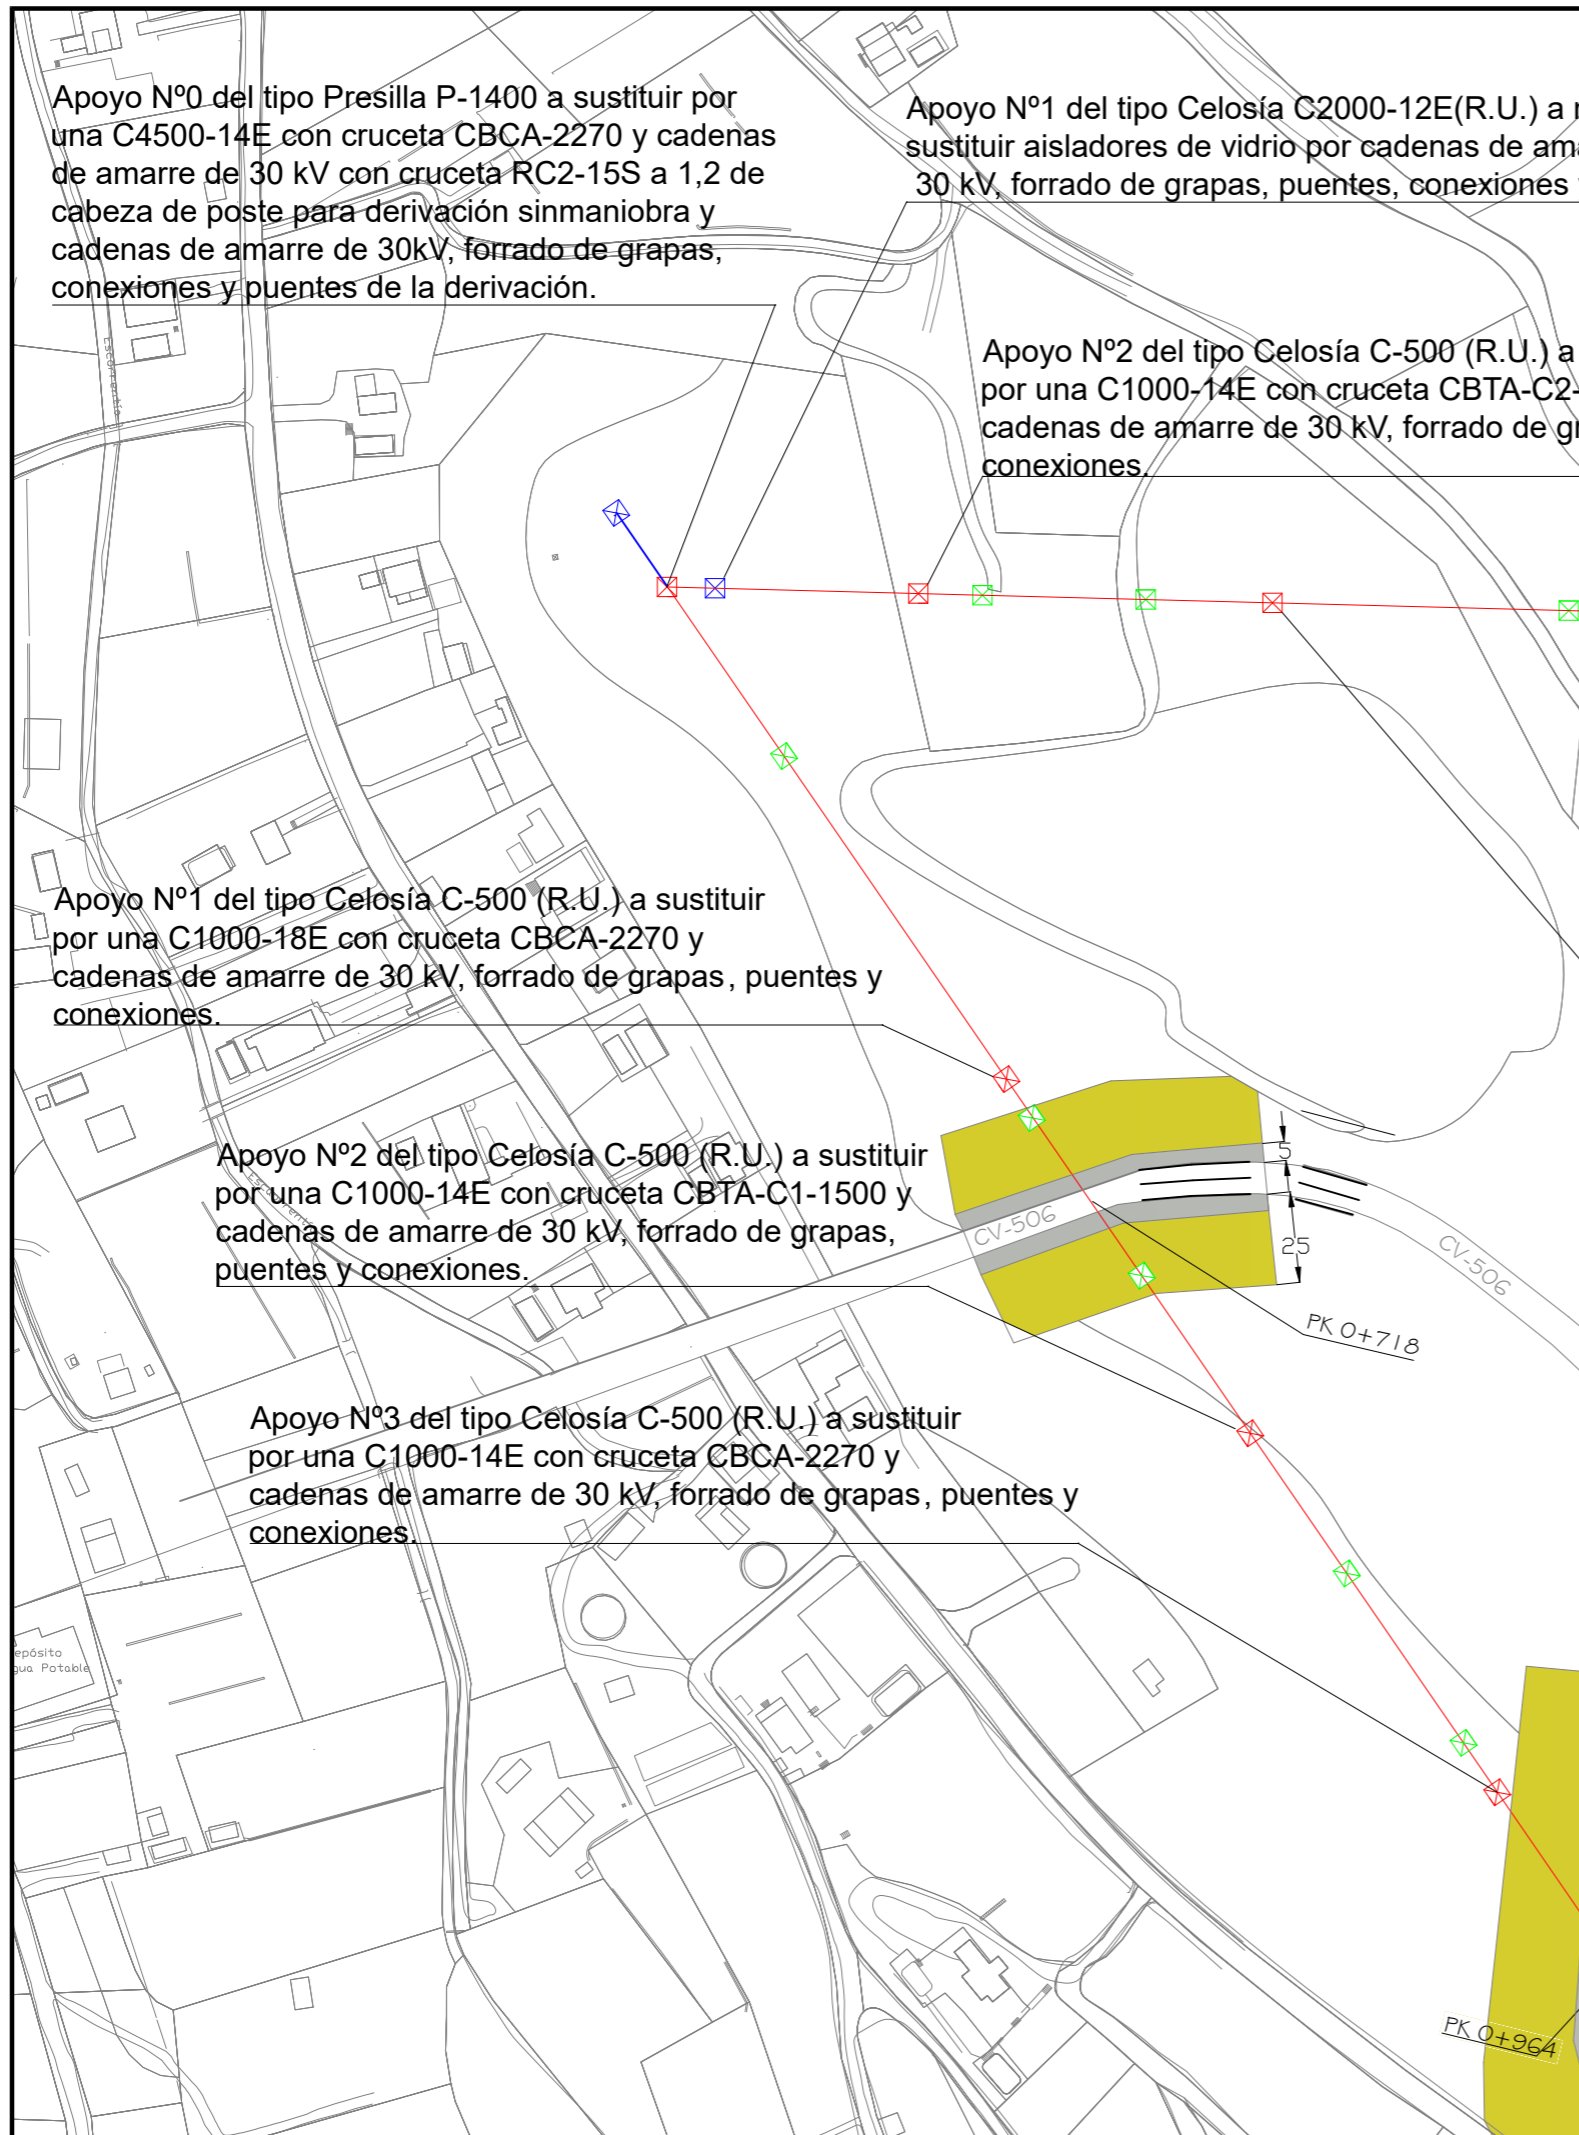 Apoyo Nº0 del tipo Presilla P-1400 a sustituir por
una C4500-14E con cruceta CBCA-2270 y cadenas
de amarre de 30 kV con cruceta RC2-15S a 1,2 de
cabeza de poste para derivación sinmaniobra y
cadenas de amarre de 30kV, forrado de grapas,
conexiones y puentes de la derivación.
Apoyo Nº1 del tipo Celosía C2000-12E(R.U.) a
sustituir aisladores de vidrio por cadenas de
30 kV, forrado de grapas, puentes, conexiones
Apoyo Nº2 del tipo Celosía C-500 (R.U.) a
por una C1000-14E con cruceta CBTA-C2-
cadenas de amarre de 30 kV, forrado de
conexiones.
Escorrentía
Apoyo Nº1 del tipo Celosía C-500 (R.U.) a sustituir
por una C1000-18E con cruceta CBCA-2270 y
cadenas de amarre de 30 kV, forrado de grapas, puentes y
conexiones.
Apoyo Nº2 del tipo Celosía C-500 (R.U.) a sustituir
por una C1000-14E con cruceta CBTA-C1-1500 y
cadenas de amarre de 30 kV, forrado de grapas,
puentes y conexiones.
5
25
CV-506
CV-506
PK 0+718
Apoyo Nº3 del tipo Celosía C-500 (R.U.) a sustituir
por una C1000-14E con cruceta CBCA-2270 y
cadenas de amarre de 30 kV, forrado de grapas, puentes y
conexiones.
epósito
gua Potable
PK 0+964